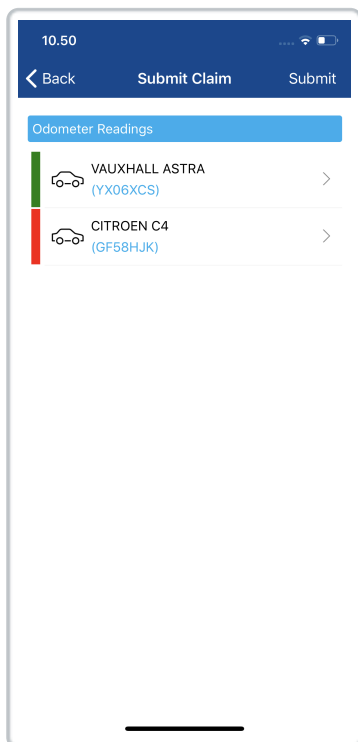 10.50
Back Submit Claim Submit
Odometer Readings
VAUXHALL ASTRA
(YX06XCS)
CITROEN C4
(GF58HJK)